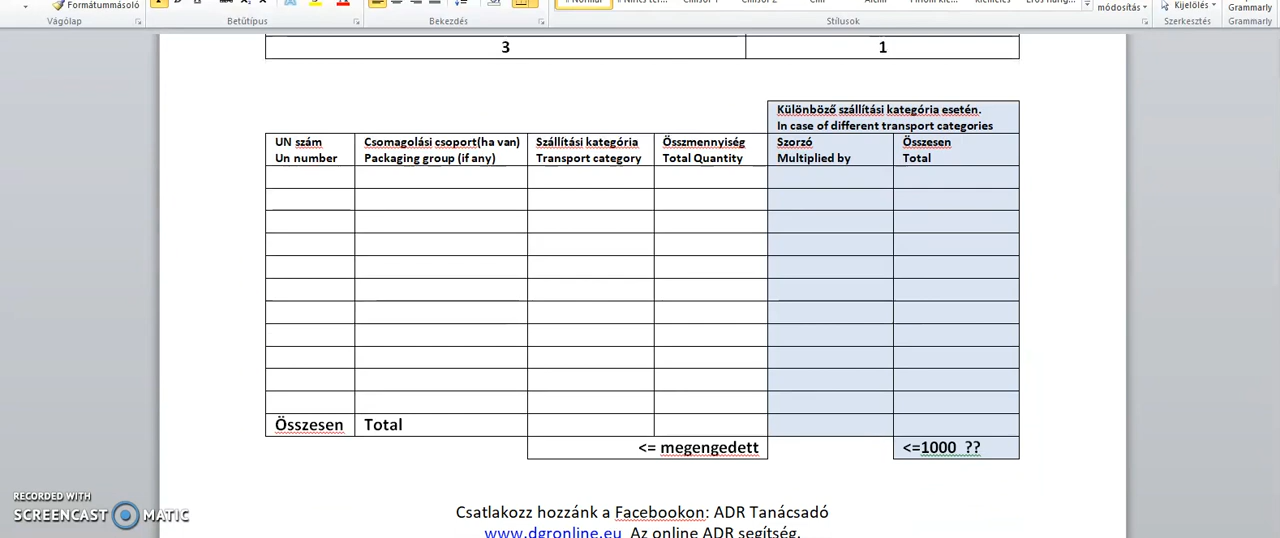 Formátummásoló
módosítás
Kijelölés
Grammarly
Vágólap
Betűtípus
Bekezdés
Stílusok
Szerkesztés
Grammarly
3
1
Különböző szállítási kategória esetén.
In case of different transport categories
UN szám
Un number
Csomagolási csoport(ha van)
Packaging group (if any)
Szállítási kategória
Transport category
Összmennyiség
Total Quantity
Szorzó
Multiplied by
Összesen
Total
Összesen
Total
<= megengedett
<=1000 ??
RECORDED WITH
SCREENCAST MATIC
Csatlakozz hozzánk a Facebookon: ADR Tanácsadó
www.dgronline.eu Az online ADR segítség.